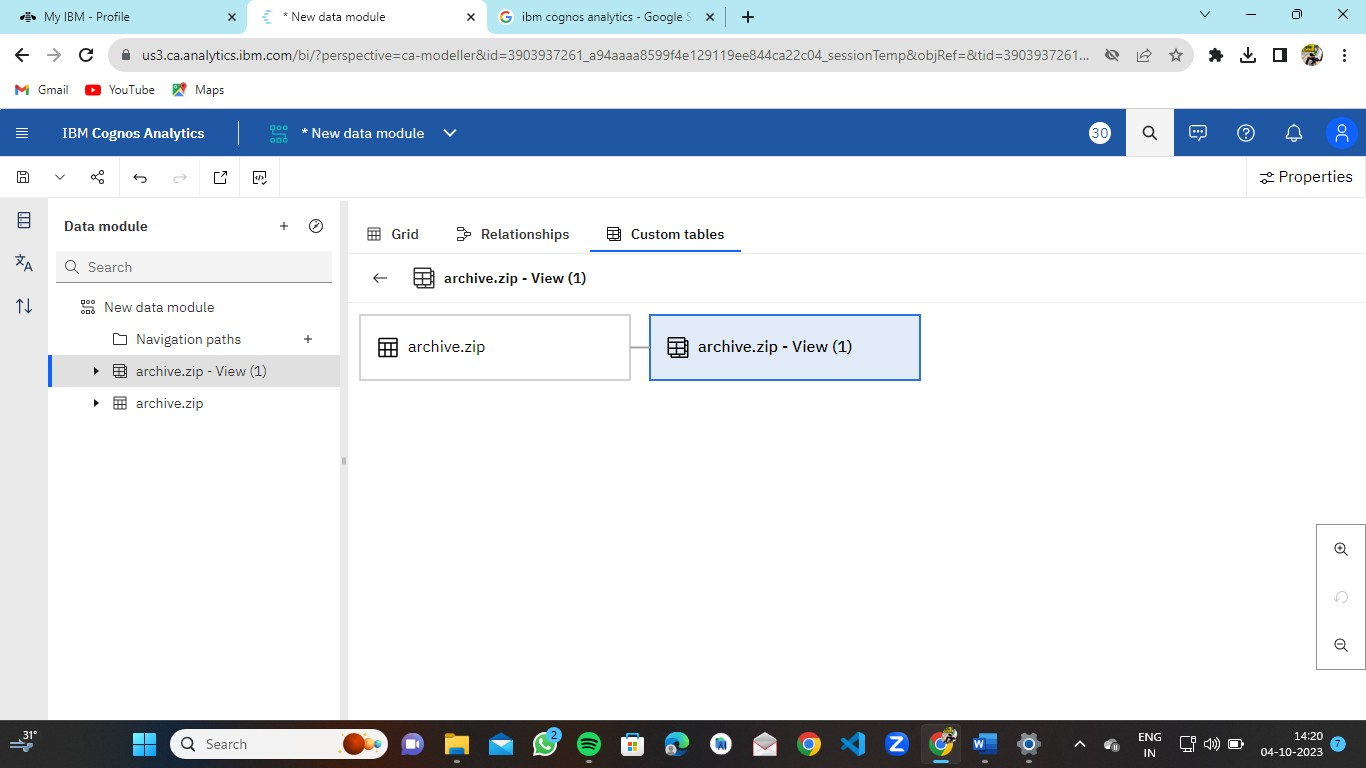 My IBM - Profile
* New data module
ibm cognos analytics - Google S
us3.ca.analytics.ibm.com/bi/?perspective=ca-modeller&id=3903937261_a94aaaa8599f4e129119ee844ca22c04_sessionTemp&objRef=&tid=3903937261...
Gmail
YouTube
Maps
IBM Cognos Analytics
* New data module
30
Properties
Data module
Grid
Relationships
Custom tables
Search
archive.zip - View (1)
New data module
Navigation paths
archive.zip
archive.zip - View (1)
archive.zip - View (1)
archive.zip
31°
Search
2
ENG
IN
14:20
04-10-2023
7